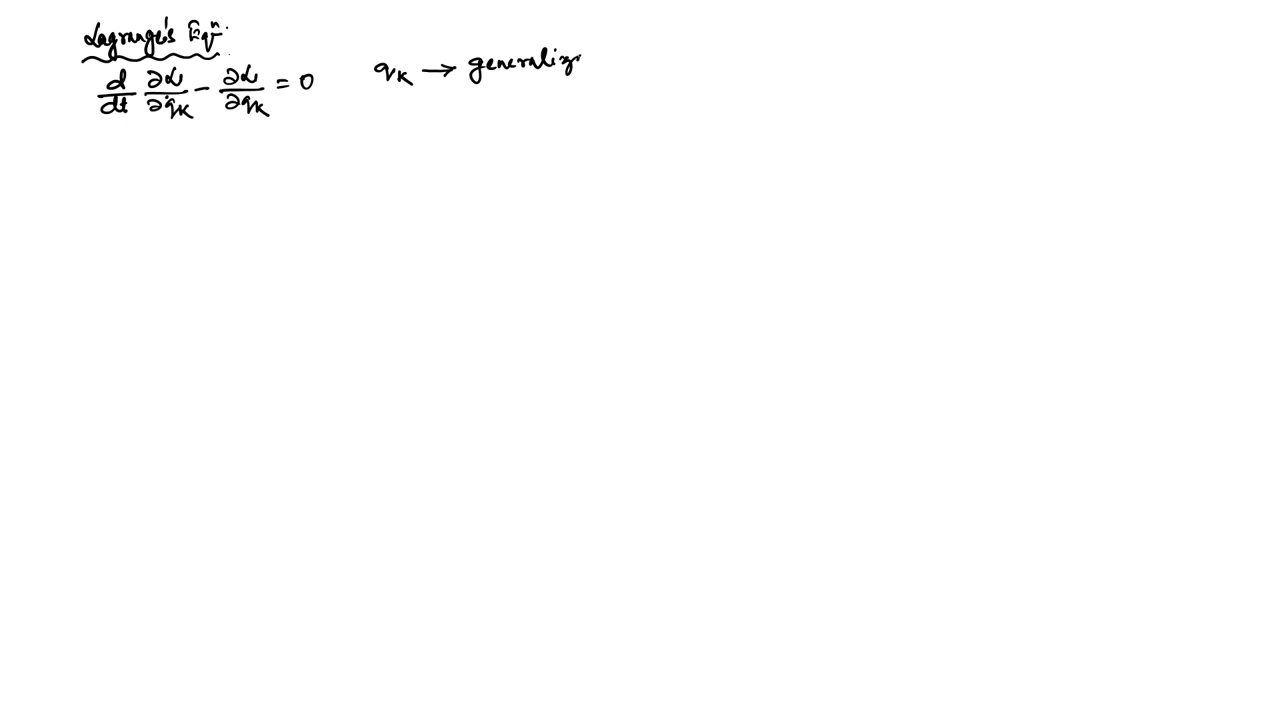 Lagrange's Eqⁿ.
d/dt ∂L/∂q̇ₖ − ∂L/∂qₖ = 0
qₖ → generaliz